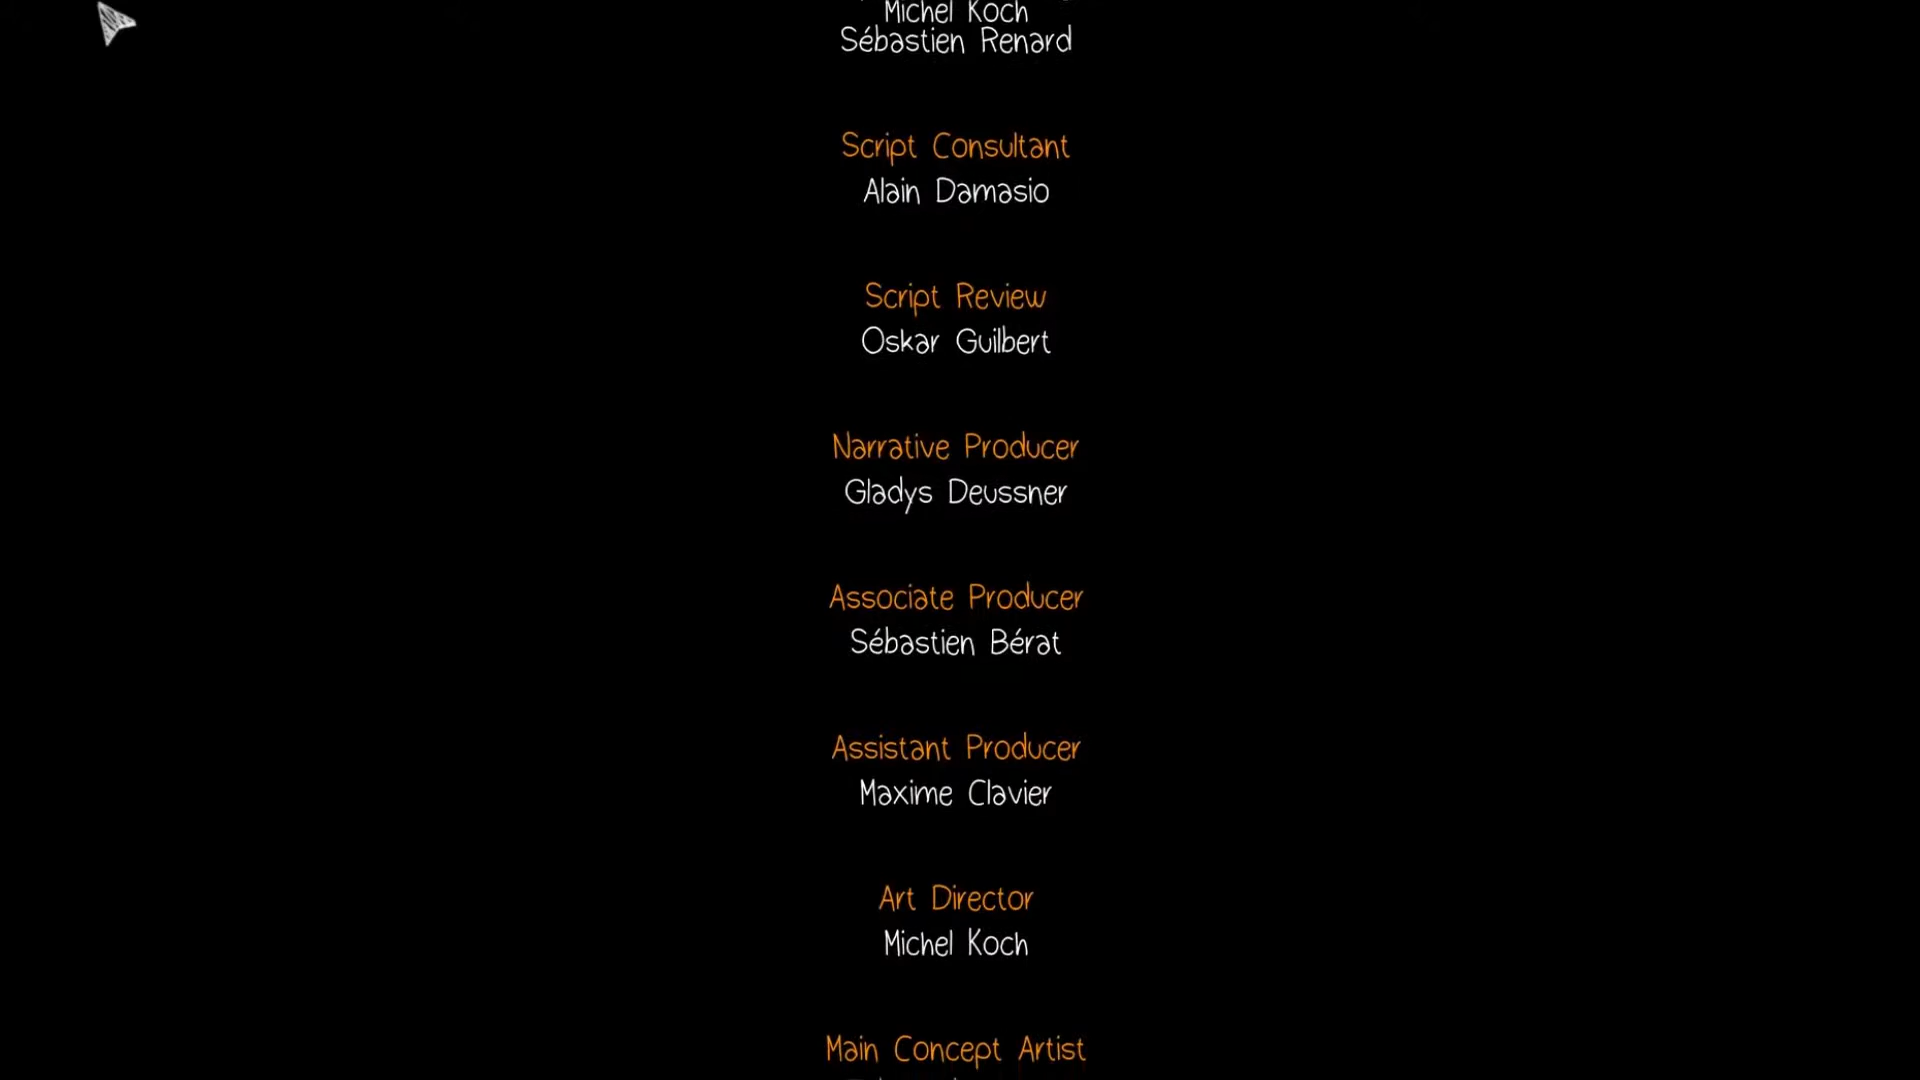 Michel Koch
Sébastien Renard
Script Consultant
Alain Damasio
Script Review
Oskar Guilbert
Narrative Producer
Gladys Deussner
Associate Producer
Sébastien Bérat
Assistant Producer
Maxime Clavier
Art Director
Michel Koch
Main Concept Artist